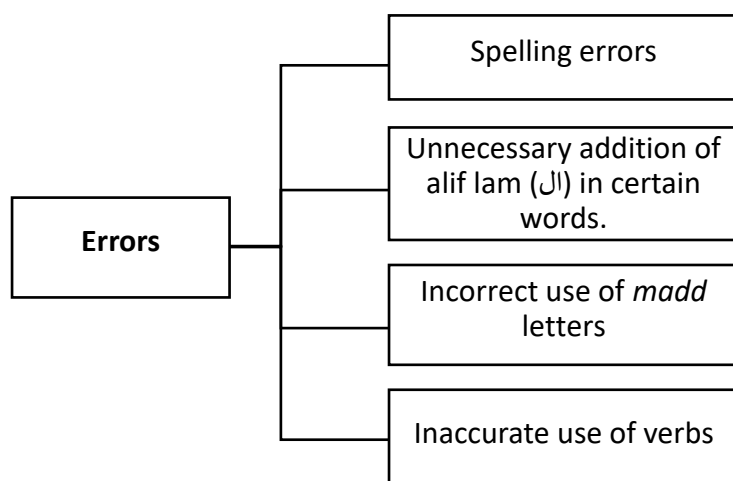 Errors
Spelling errors
Unnecessary addition of
alif lam (ال) in certain
words.
Incorrect use of madd
letters
Inaccurate use of verbs